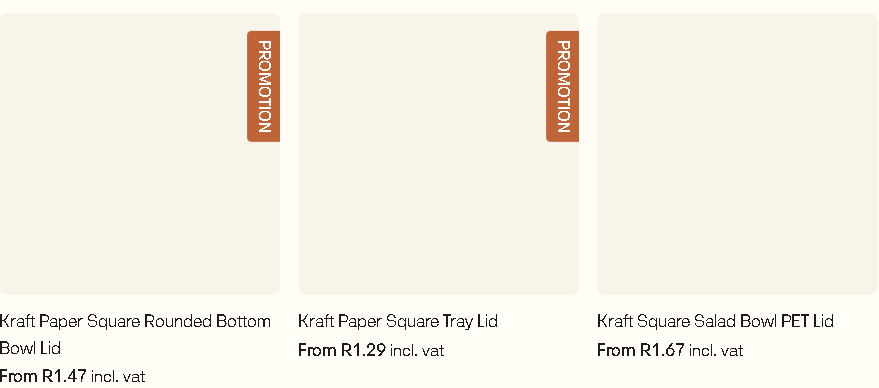 PROMOTION
PROMOTION
Kraft Paper Square Rounded Bottom
Bowl Lid
From R1.47 incl. vat
Kraft Paper Square Tray Lid
From R1.29 incl. vat
Kraft Square Salad Bowl PET Lid
From R1.67 incl. vat